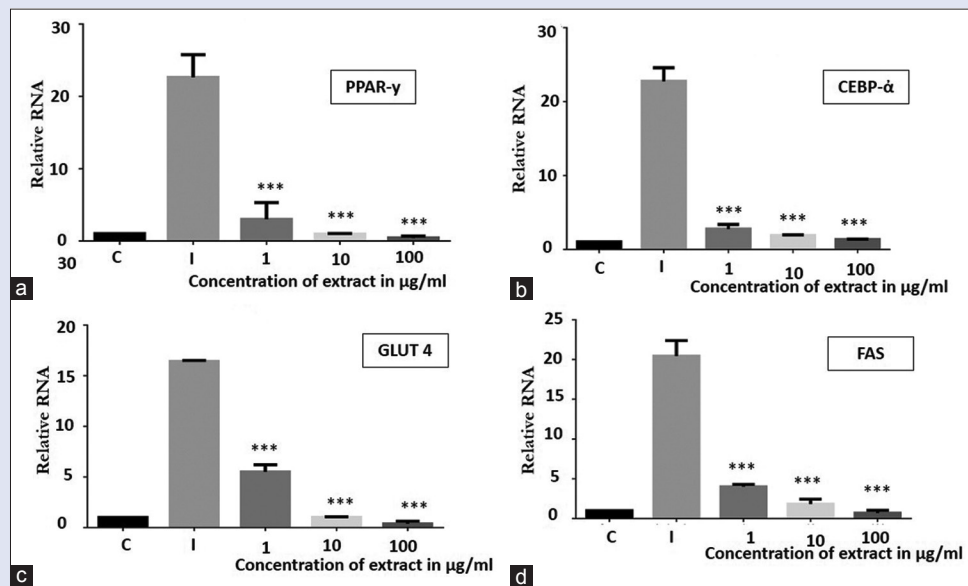 30
20
10
0
Relative RNA
PPAR-y
***
***
***
C I 1 10 100
30
Concentration of extract in µg/ml
a
30
20
10
0
Relative RNA
CEBP-ἀ
***
***
***
C I 1 10 100
Concentration of extract in µg/ml
b
20
15
10
5
0
Relative RNA
GLUT 4
***
***
***
C I 1 10 100
Concentration of extract in µg/ml
c
25
20
15
10
5
0
Relative RNA
FAS
***
***
***
C I 1 10 100
Concentration of extract in µg/ml
d